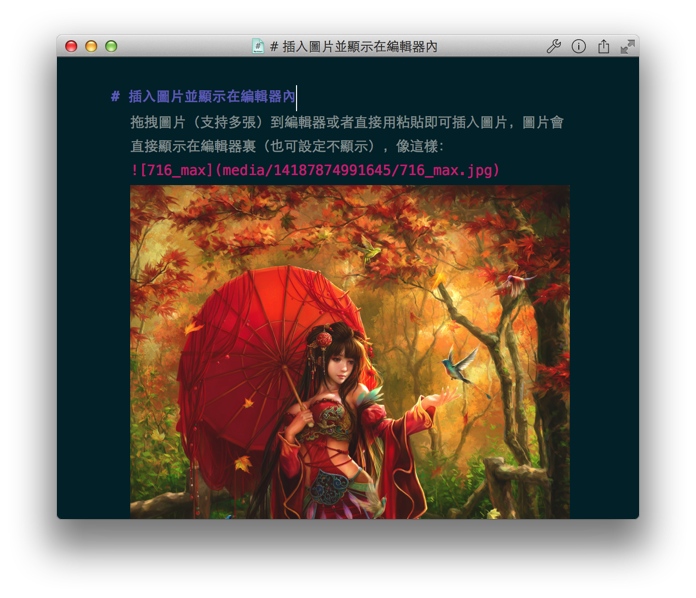 # 插入圖片並顯示在編輯器內
# 插入圖片並顯示在編輯器內
拖拽圖片（支持多張）到編輯器或者直接用粘貼即可插入圖片，圖片會
直接顯示在編輯器裏（也可設定不顯示），像這樣：
![716_max](media/14187874991645/716_max.jpg)